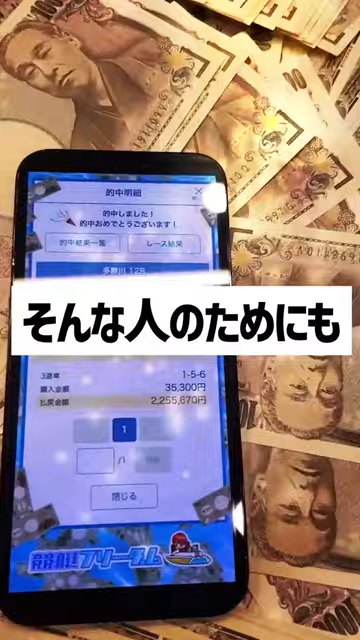 的中明細
的中しました！
的中おめでとうございます！
的中結果一覧
レース結果
多摩川 12R
そんな人のためにも
3連単
1-5-6
購入金額
35,300円
払戻金額
2,255,670円
1
/1
閉じる
競艇フリーダム